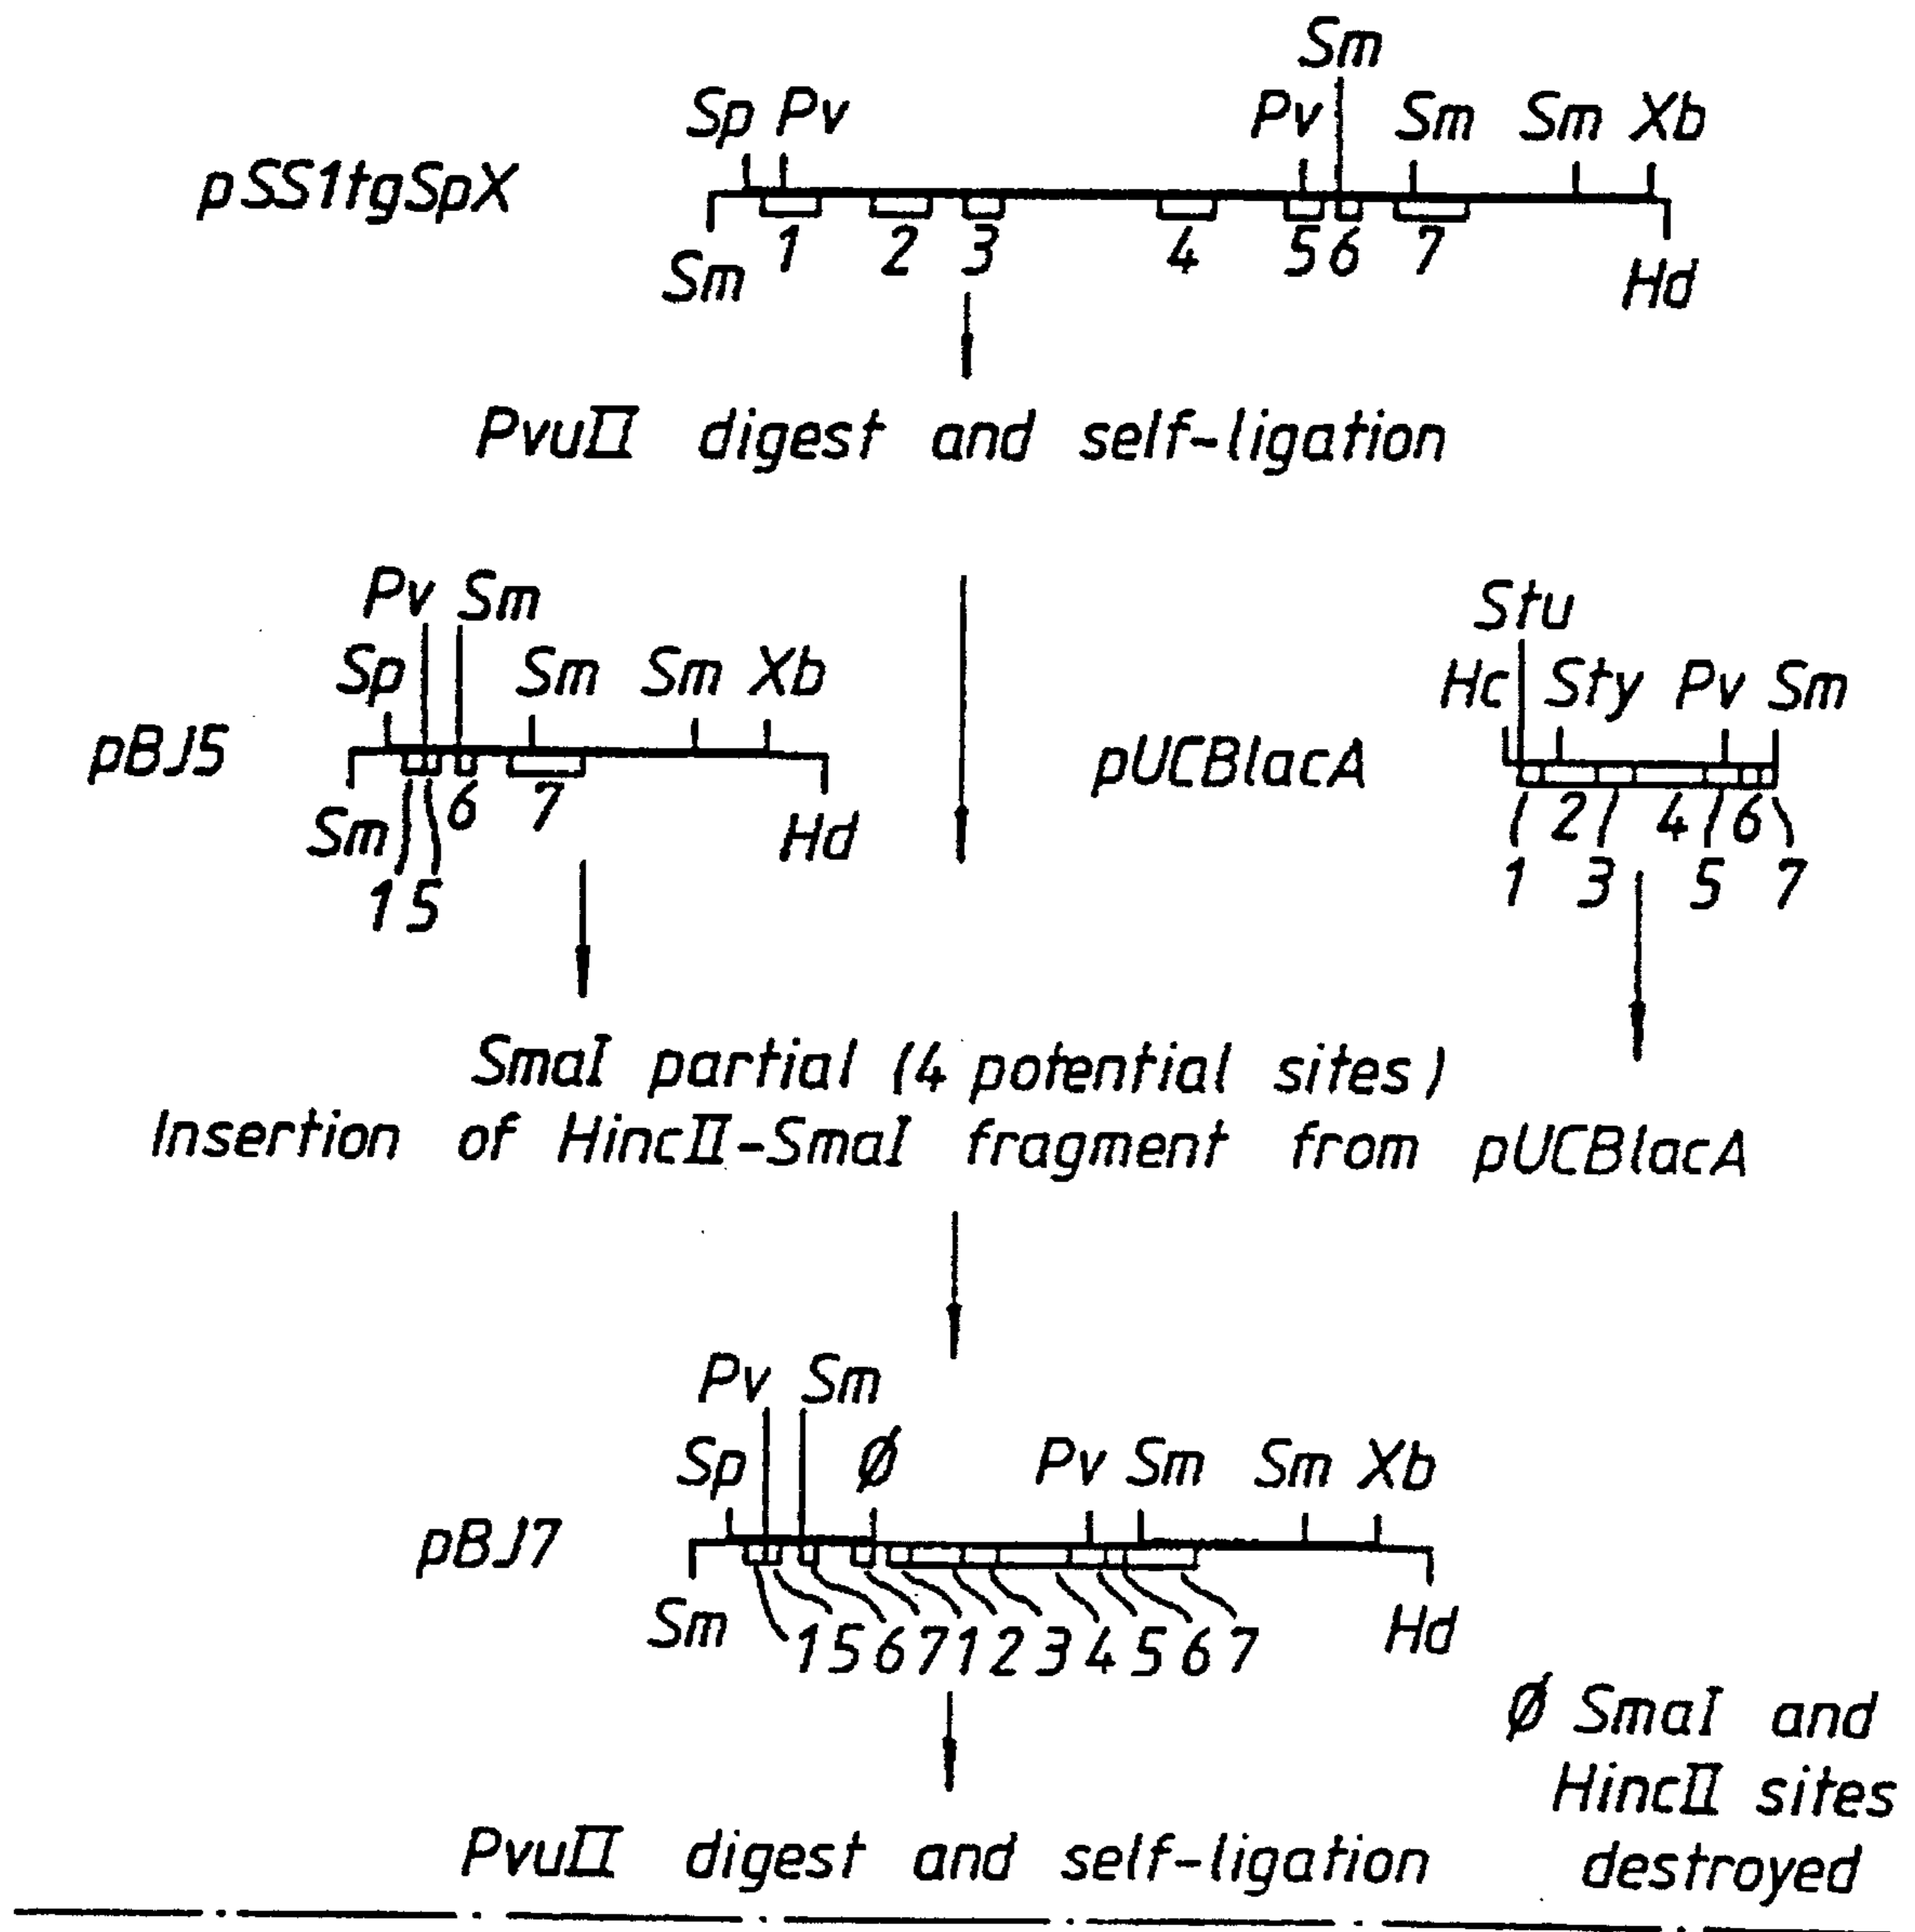 Sm
Sp Pv Pv Sm Sm Xb
pSS1tgSpX
1 2 3 4 5 6 7
Sm Hd
PvuII digest and self-ligation
Pv Sm
Sp Sm Sm Xb
pBJ5
6 7
Sm Hd
1 5
Stu
Hc Sty Pv Sm
pUCBlacA
2 4 6
1 3 5 7
SmaI partial (4 potential sites)
Insertion of HincII-SmaI fragment from pUCBlacA
Pv Sm
Sp Ø Pv Sm Sm Xb
pBJ7
Sm 1 5 6 7 1 2 3 4 5 6 7 Hd
Ø SmaI and
HincII sites
destroyed
PvuII digest and self-ligation